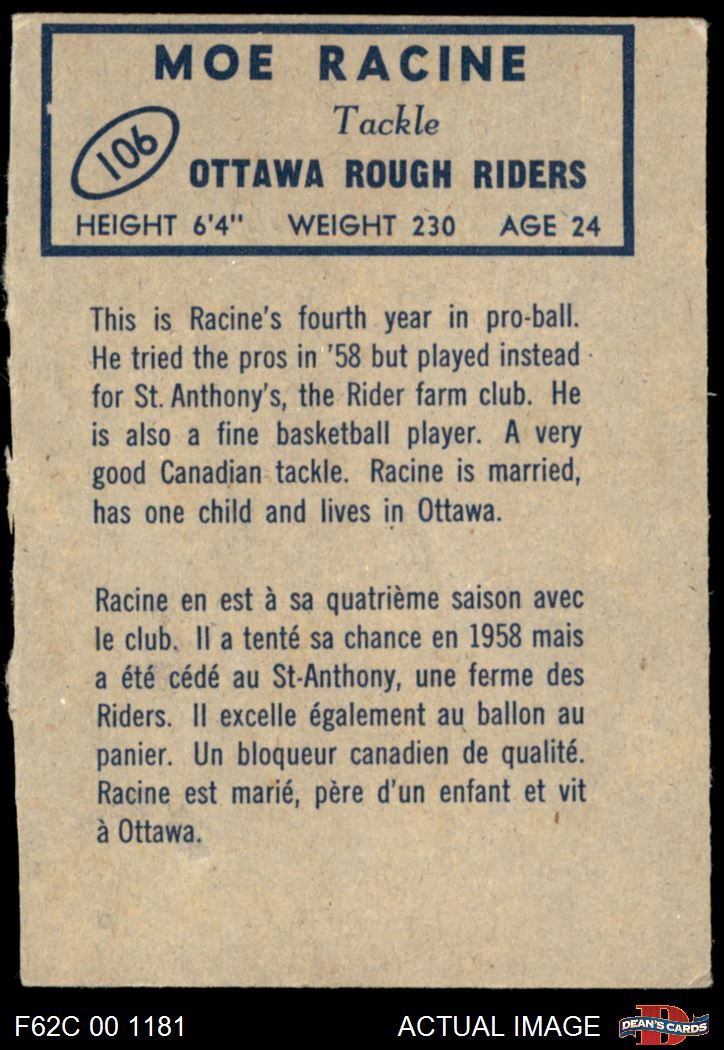 MOE RACINE
Tackle
106
OTTAWA ROUGH RIDERS
HEIGHT 6'4" WEIGHT 230 AGE 24
This is Racine's fourth year in pro-ball.
He tried the pros in '58 but played instead
for St. Anthony's, the Rider farm club. He
is also a fine basketball player. A very
good Canadian tackle. Racine is married,
has one child and lives in Ottawa.
Racine en est à sa quatrième saison avec
le club. Il a tenté sa chance en 1958 mais
a été cédé au St-Anthony, une ferme des
Riders. Il excelle également au ballon au
panier. Un bloqueur canadien de qualité.
Racine est marié, père d'un enfant et vit
à Ottawa.
F62C 00 1181 ACTUAL IMAGE
D
DEAN'S CARDS